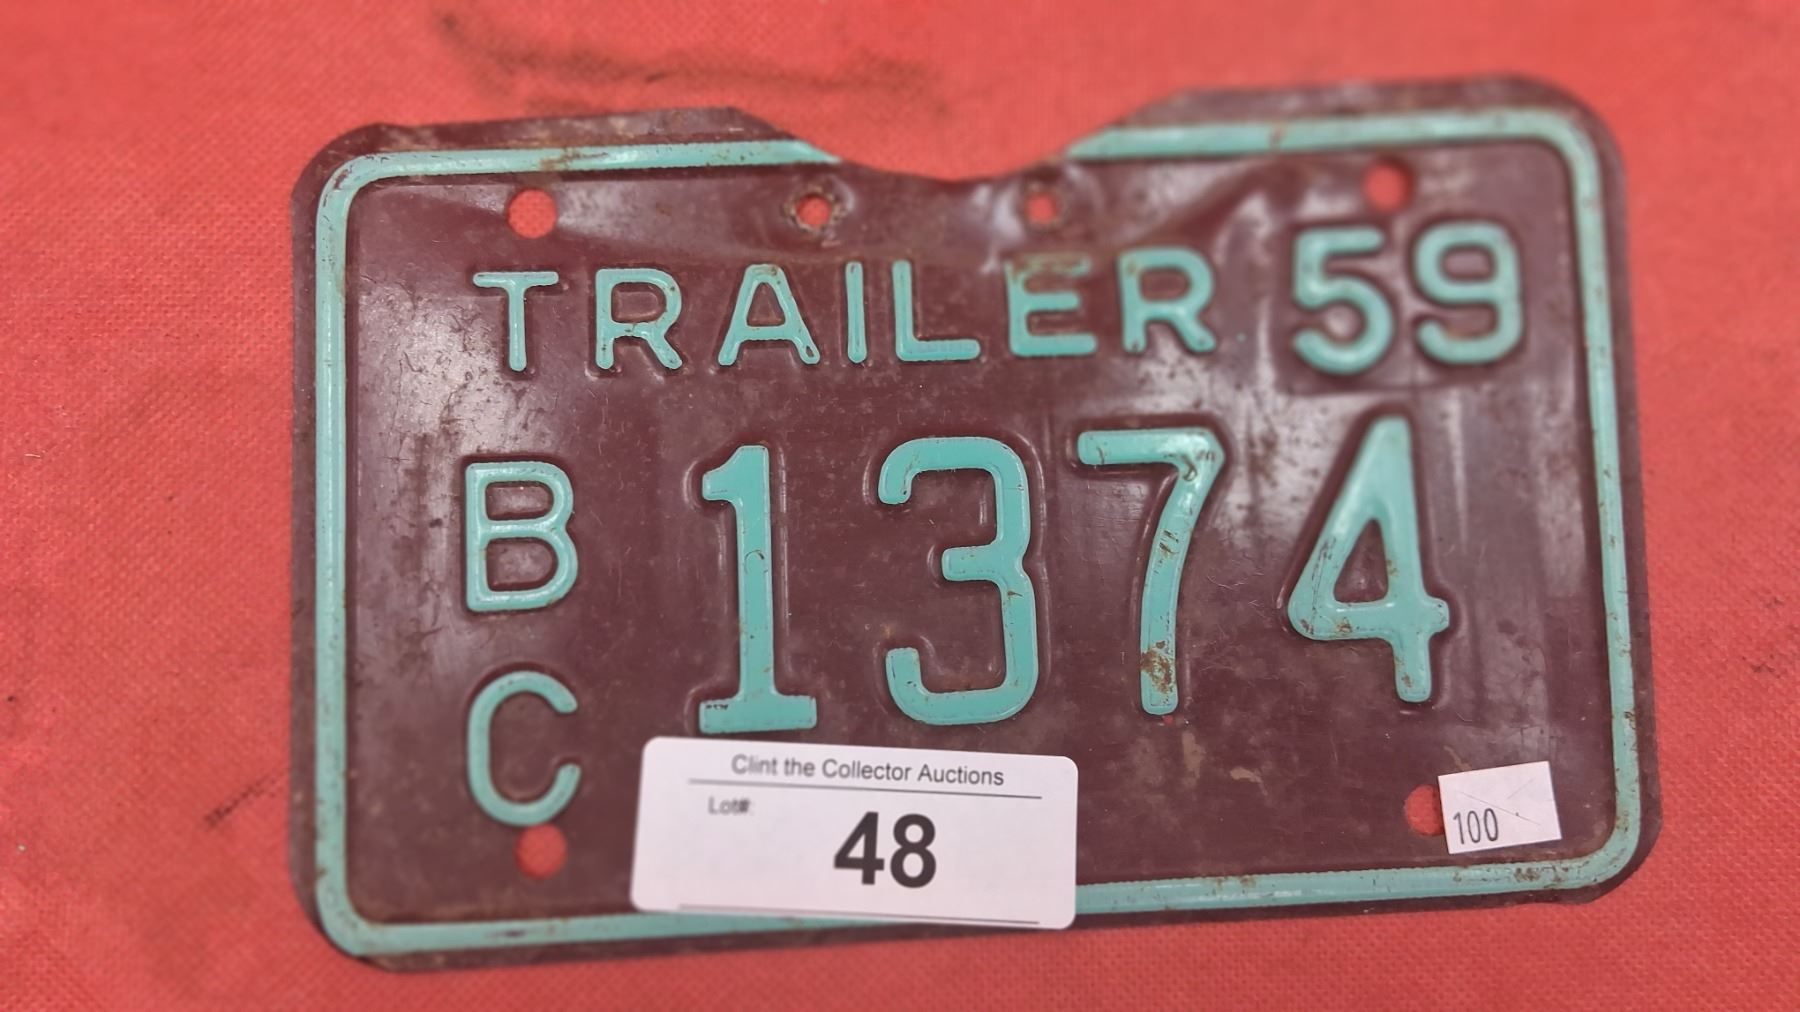 TRAILER 59
B 1374
C
Clint the Collector Auctions
Lot#:
48
100